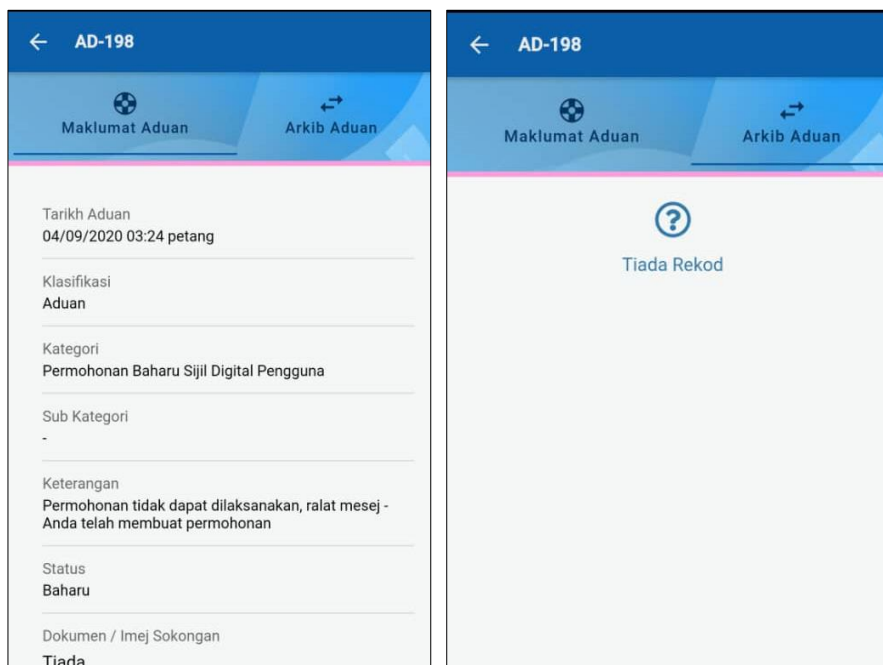 AD-198
Maklumat Aduan
Arkib Aduan
Tarikh Aduan
04/09/2020 03:24 petang
Klasifikasi
Aduan
Kategori
Permohonan Baharu Sijil Digital Pengguna
Sub Kategori
-
Keterangan
Permohonan tidak dapat dilaksanakan, ralat mesej -
Anda telah membuat permohonan
Status
Baharu
Dokumen / Imej Sokongan
Tiada
AD-198
Maklumat Aduan
Arkib Aduan
Tiada Rekod